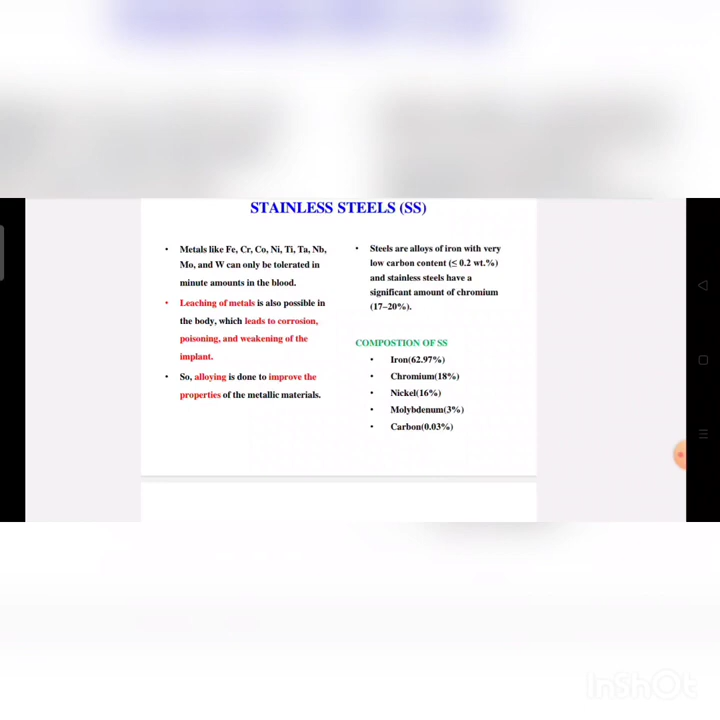 STAINLESS STEELS (SS)
• Metals like Fe, Cr, Co, Ni, Ti, Ta, Nb,
Mo, and W can only be tolerated in
minute amounts in the blood.
• Leaching of metals is also possible in
the body, which leads to corrosion,
poisoning, and weakening of the
implant.
• So, alloying is done to improve the
properties of the metallic materials.
• Steels are alloys of iron with very
low carbon content (≤ 0.2 wt.%)
and stainless steels have a
significant amount of chromium
(17–20%).
COMPOSTION OF SS
• Iron(62.97%)
• Chromium(18%)
• Nickel(16%)
• Molybdenum(3%)
• Carbon(0.03%)
InShOt